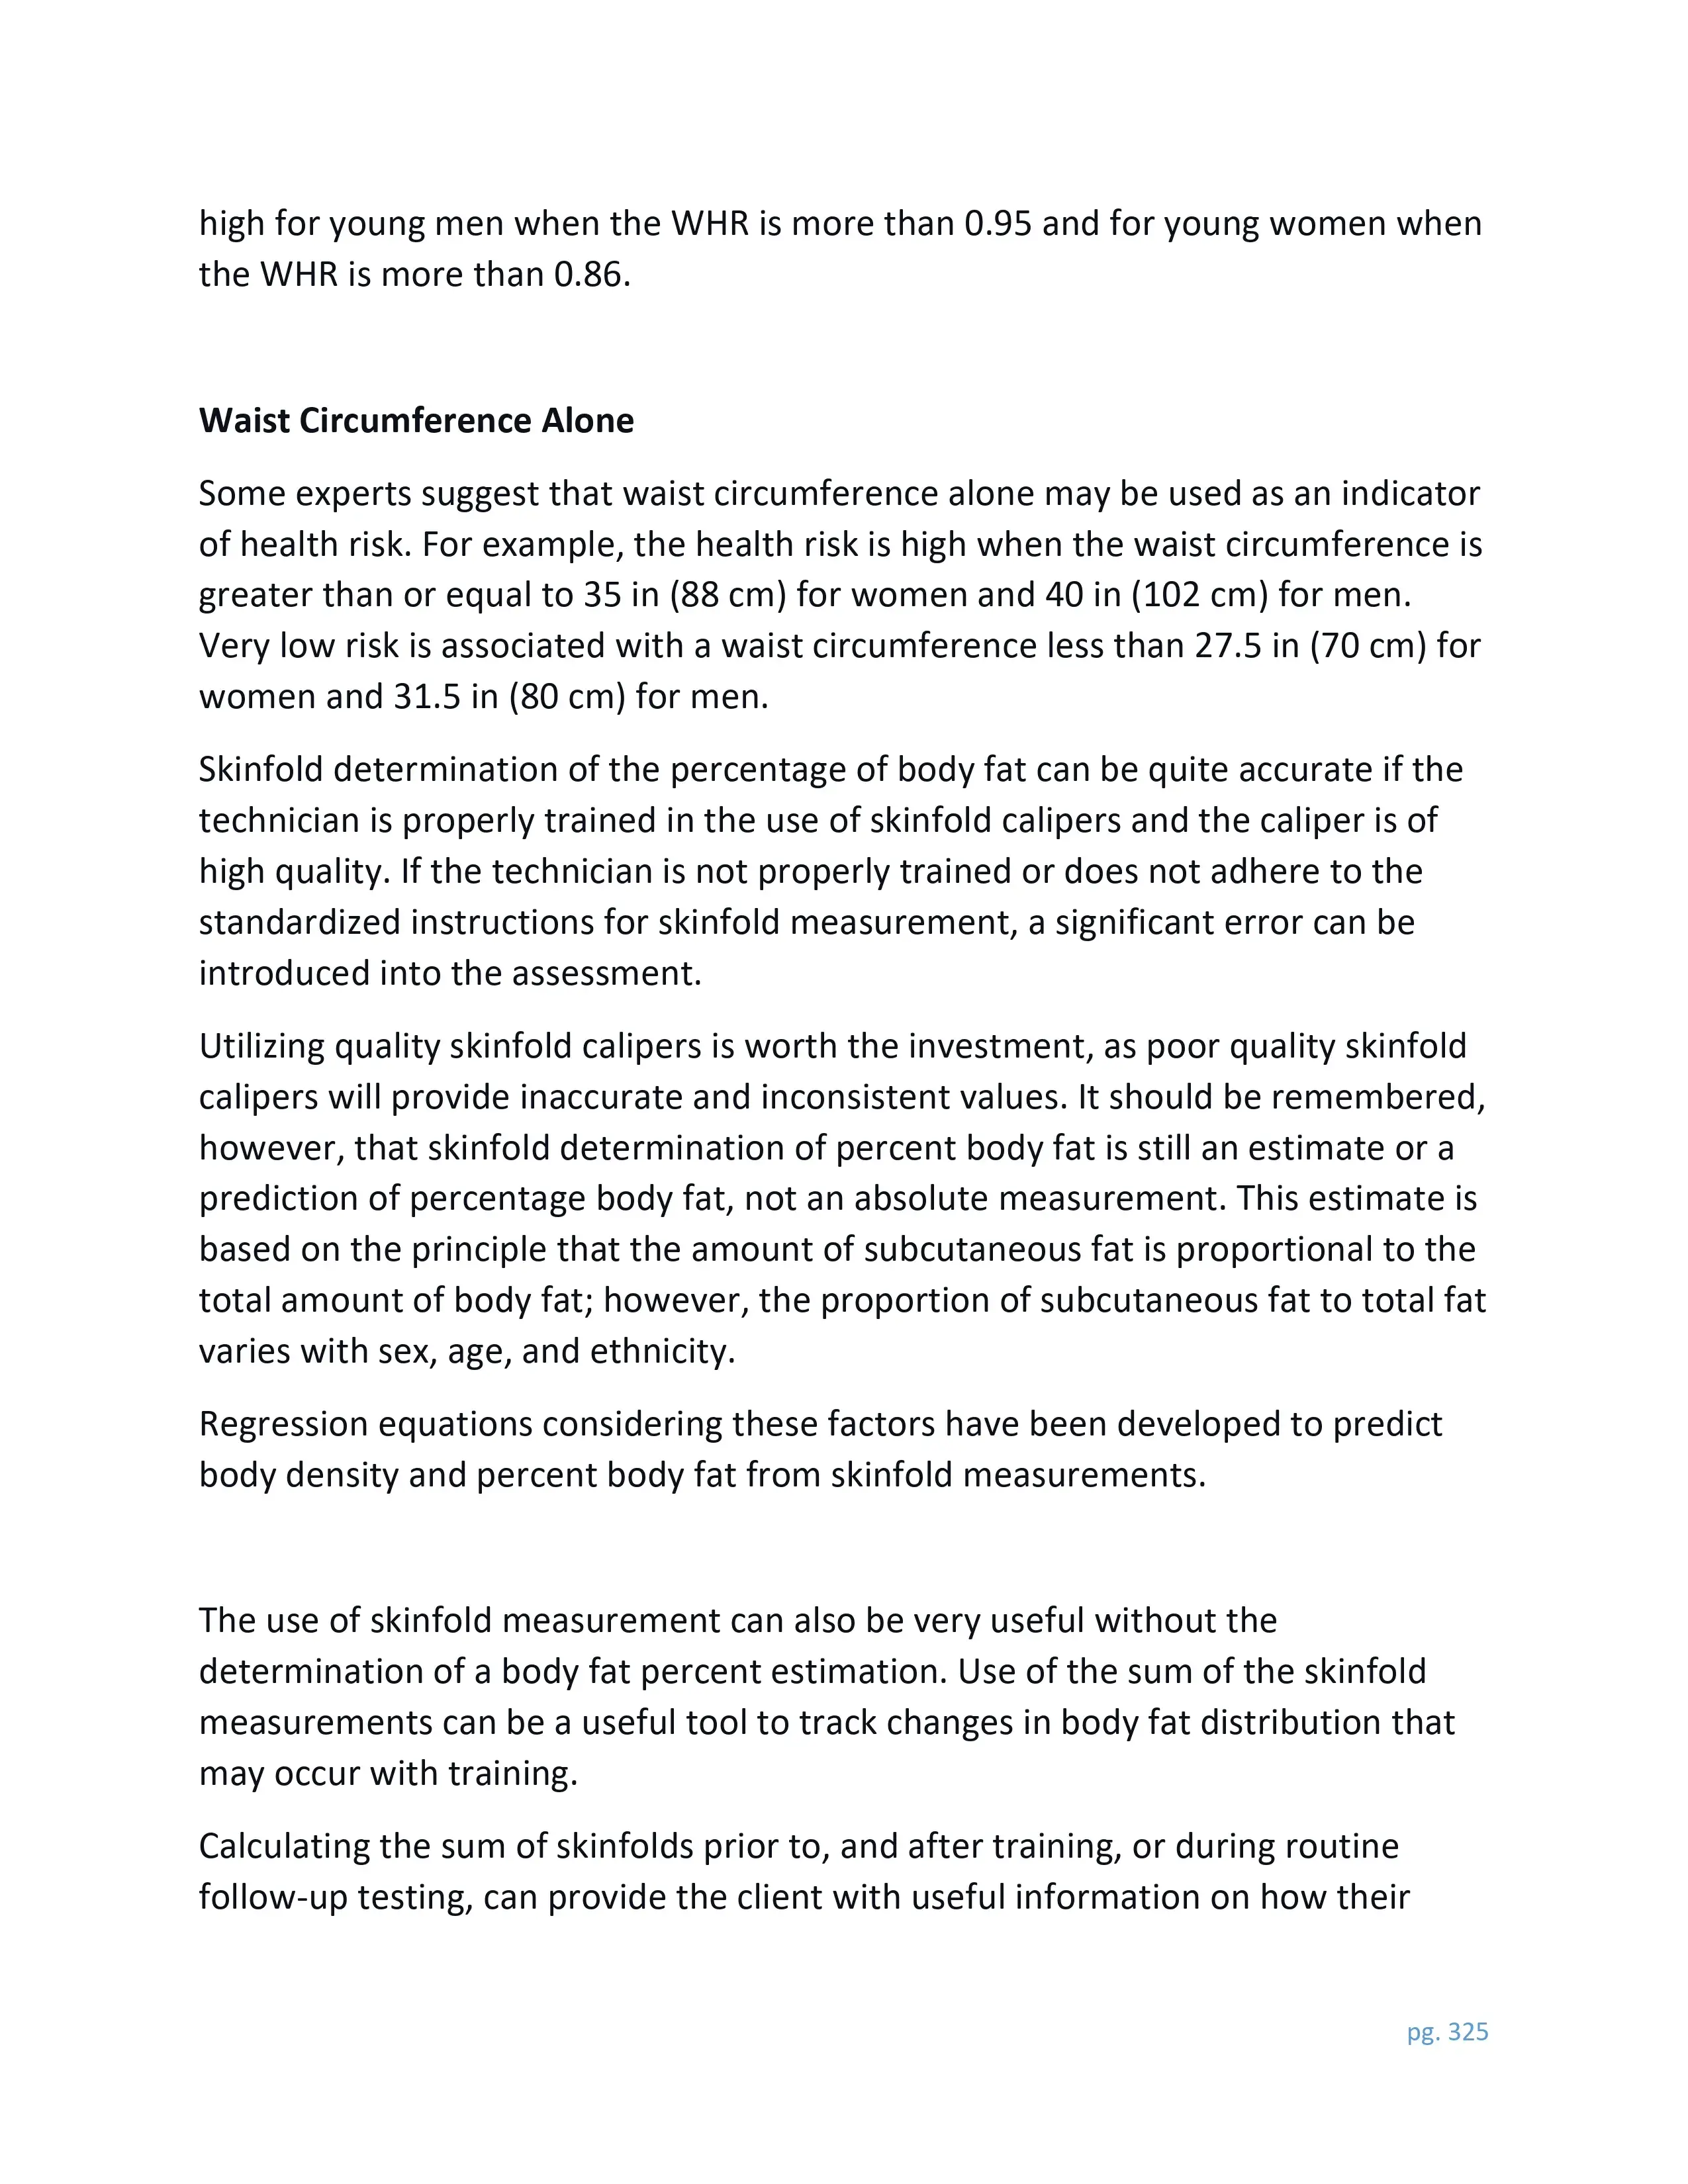 high for young men when the WHR is more than 0.95 and for young women when
the WHR is more than 0.86.
Waist Circumference Alone
Some experts suggest that waist circumference alone may be used as an indicator
of health risk. For example, the health risk is high when the waist circumference is
greater than or equal to 35 in (88 cm) for women and 40 in (102 cm) for men.
Very low risk is associated with a waist circumference less than 27.5 in (70 cm) for
women and 31.5 in (80 cm) for men.
Skinfold determination of the percentage of body fat can be quite accurate if the
technician is properly trained in the use of skinfold calipers and the caliper is of
high quality. If the technician is not properly trained or does not adhere to the
standardized instructions for skinfold measurement, a significant error can be
introduced into the assessment.
Utilizing quality skinfold calipers is worth the investment, as poor quality skinfold
calipers will provide inaccurate and inconsistent values. It should be remembered,
however, that skinfold determination of percent body fat is still an estimate or a
prediction of percentage body fat, not an absolute measurement. This estimate is
based on the principle that the amount of subcutaneous fat is proportional to the
total amount of body fat; however, the proportion of subcutaneous fat to total fat
varies with sex, age, and ethnicity.
Regression equations considering these factors have been developed to predict
body density and percent body fat from skinfold measurements.
The use of skinfold measurement can also be very useful without the
determination of a body fat percent estimation. Use of the sum of the skinfold
measurements can be a useful tool to track changes in body fat distribution that
may occur with training.
Calculating the sum of skinfolds prior to, and after training, or during routine
follow-up testing, can provide the client with useful information on how their
pg. 325